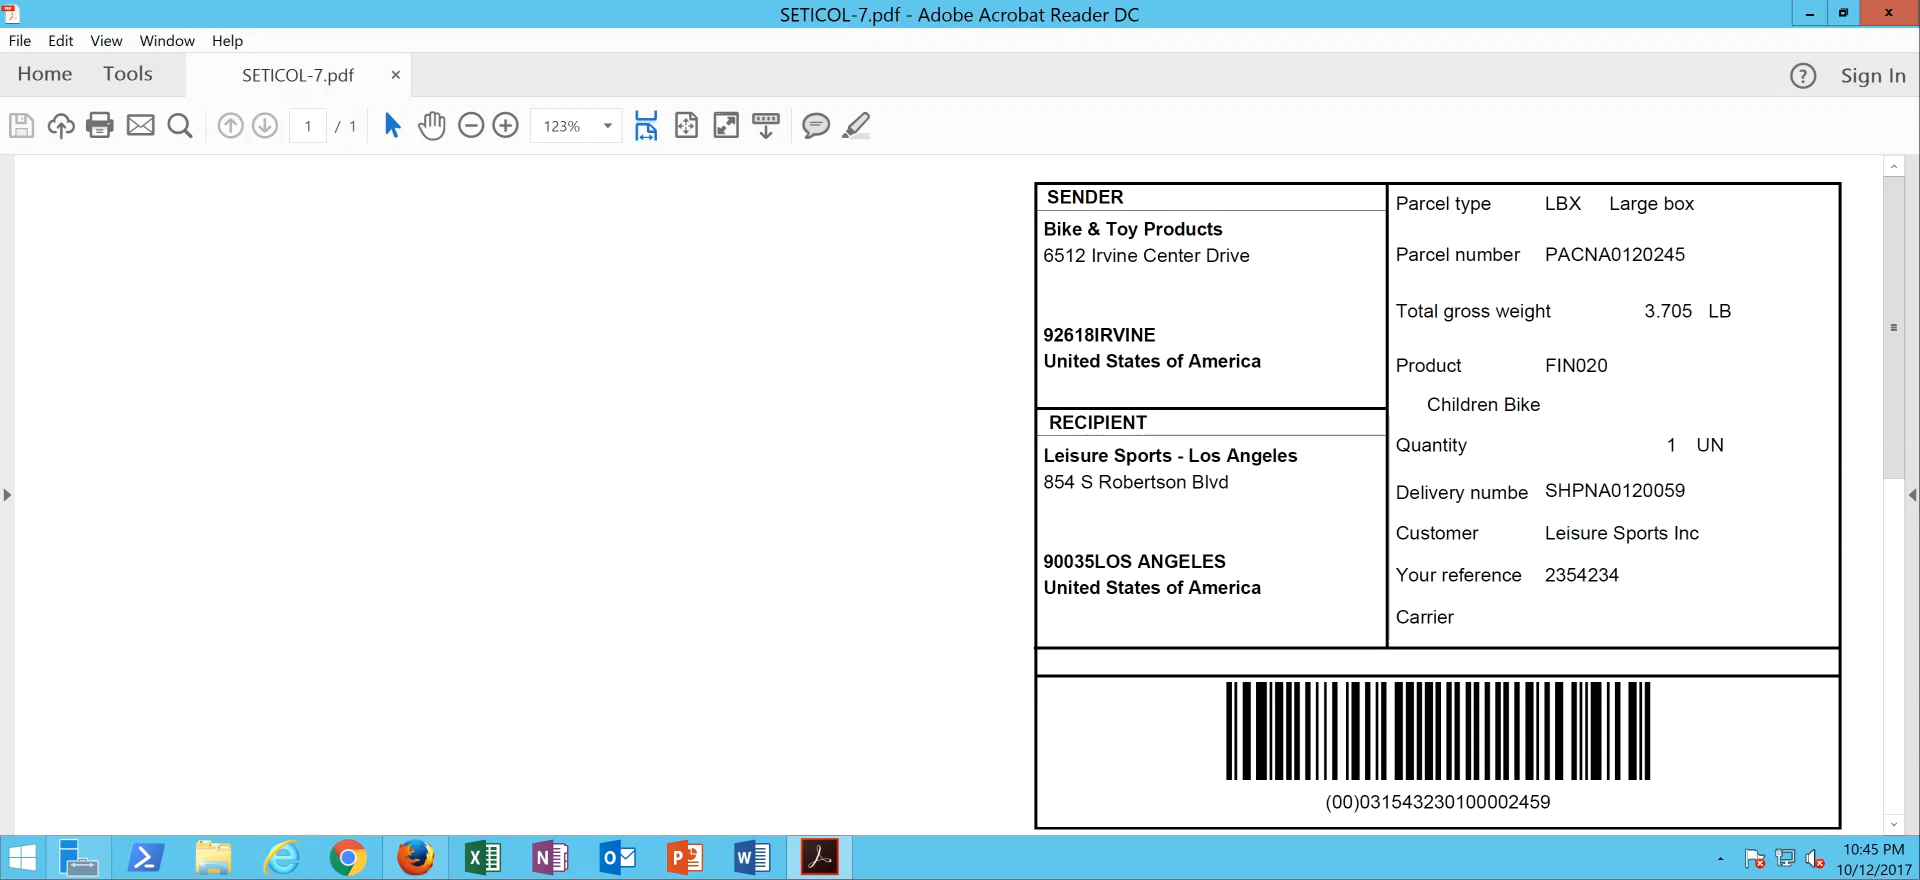 SETICOL-7.pdf - Adobe Acrobat Reader DC
File Edit View Window Help
Home Tools SETICOL-7.pdf × ? Sign In
1 / 1 123%
SENDER
Bike & Toy Products
6512 Irvine Center Drive
92618IRVINE
United States of America
RECIPIENT
Leisure Sports - Los Angeles
854 S Robertson Blvd
90035LOS ANGELES
United States of America
Parcel type LBX Large box
Parcel number PACNA0120245
Total gross weight 3.705 LB
Product FIN020
Children Bike
Quantity 1 UN
Delivery numbe SHPNA0120059
Customer Leisure Sports Inc
Your reference 2354234
Carrier
(00)031543230100002459
10:45 PM
10/12/2017